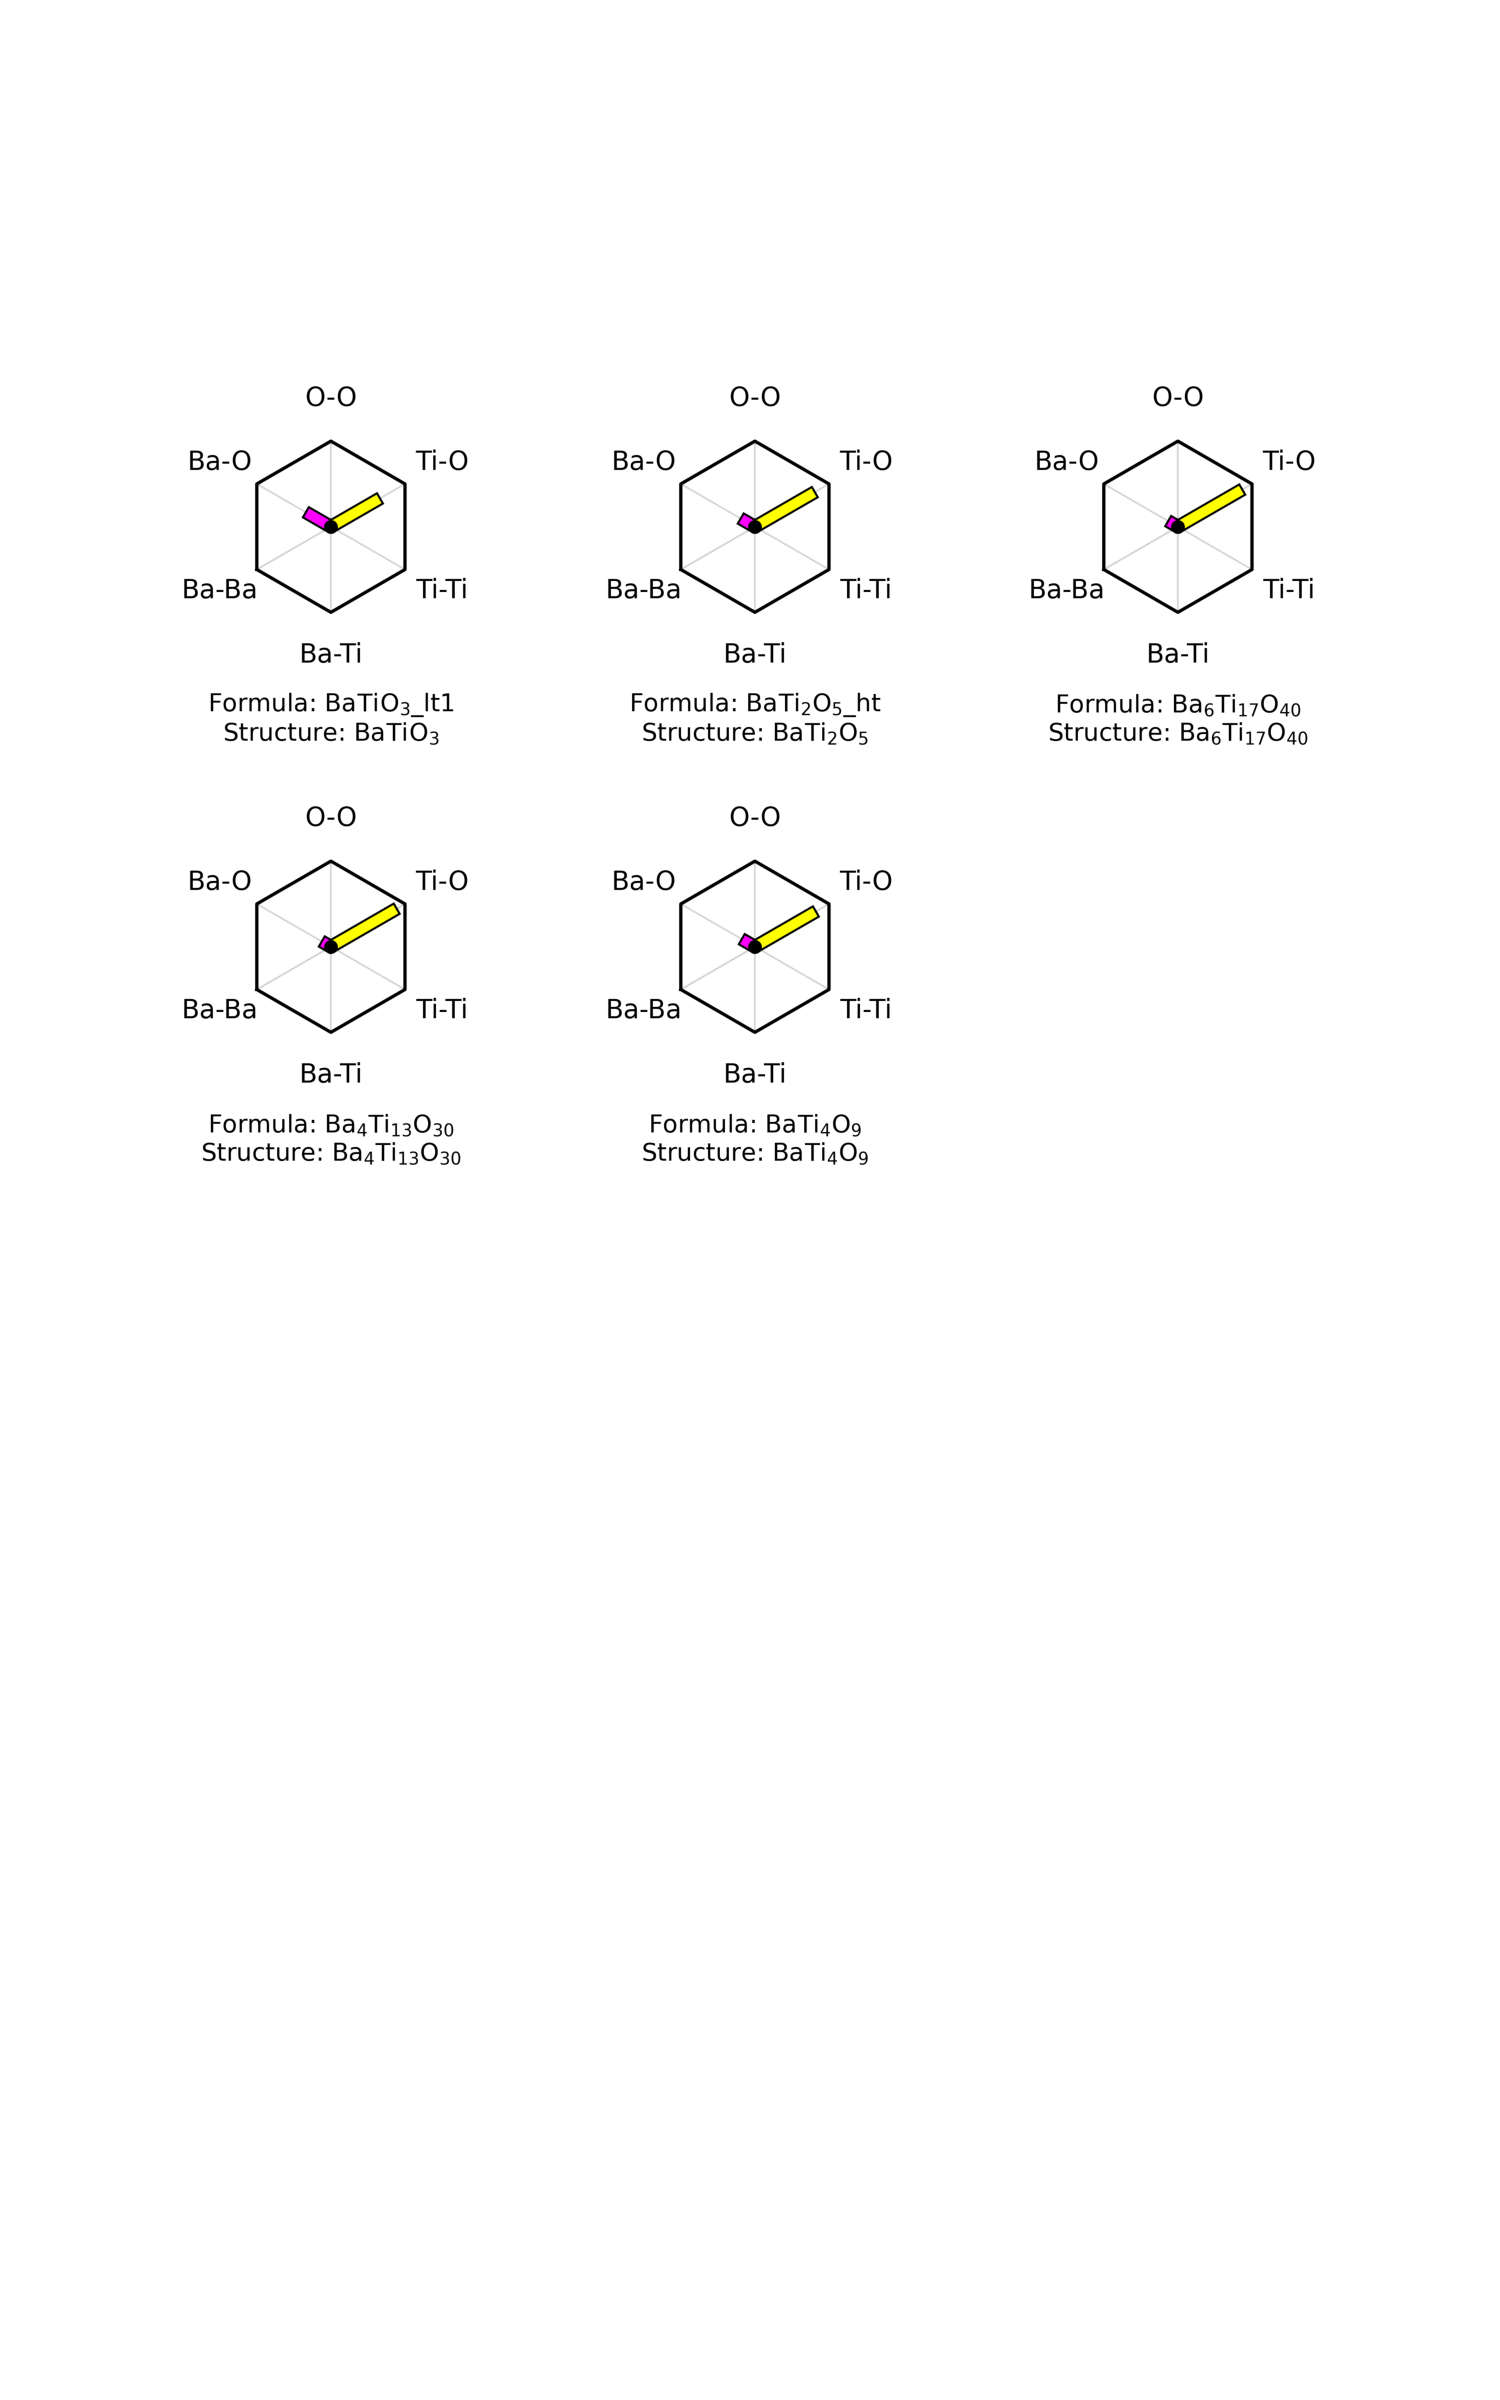 O-O
Ba-O Ti-O
Ba-Ba Ti-Ti
Ba-Ti
Formula: BaTiO₃_lt1
Structure: BaTiO₃
O-O
Ba-O Ti-O
Ba-Ba Ti-Ti
Ba-Ti
Formula: BaTi₂O₅_ht
Structure: BaTi₂O₅
O-O
Ba-O Ti-O
Ba-Ba Ti-Ti
Ba-Ti
Formula: Ba₆Ti₁₇O₄₀
Structure: Ba₆Ti₁₇O₄₀
O-O
Ba-O Ti-O
Ba-Ba Ti-Ti
Ba-Ti
Formula: Ba₄Ti₁₃O₃₀
Structure: Ba₄Ti₁₃O₃₀
O-O
Ba-O Ti-O
Ba-Ba Ti-Ti
Ba-Ti
Formula: BaTi₄O₉
Structure: BaTi₄O₉